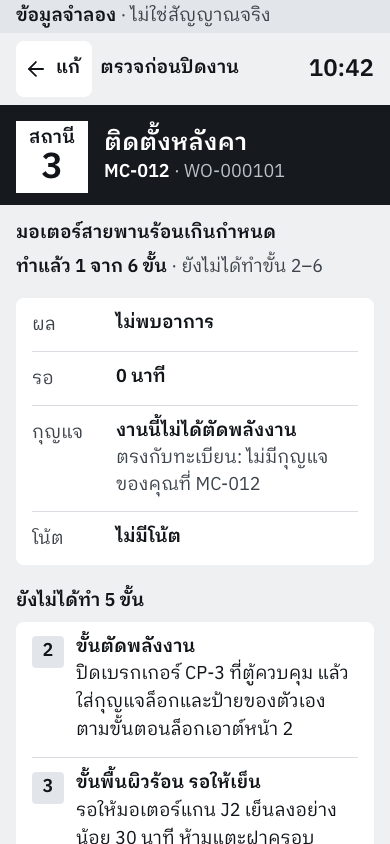 ข้อมูลจำลอง · ไม่ใช่สัญญาณจริง
← แก้ ตรวจก่อนปิดงาน 10:42
สถานี
3
ติดตั้งหลังคา
MC-012 · WO-000101
มอเตอร์สายพานร้อนเกินกำหนด
ทำแล้ว 1 จาก 6 ขั้น · ยังไม่ได้ทำขั้น 2–6
ผล ไม่พบอาการ
รอ 0 นาที
กุญแจ งานนี้ไม่ได้ตัดพลังงาน
ตรงกับทะเบียน: ไม่มีกุญแจ
ของคุณที่ MC-012
โน้ต ไม่มีโน้ต
ยังไม่ได้ทำ 5 ขั้น
2 ขั้นตัดพลังงาน
ปิดเบรกเกอร์ CP-3 ที่ตู้ควบคุม แล้ว
ใส่กุญแจล็อกและป้ายของตัวเอง
ตามขั้นตอนล็อกเอาต์หน้า 2
3 ขั้นพื้นผิวร้อน รอให้เย็น
รอให้มอเตอร์แกน J2 เย็นลงอย่าง
น้อย 30 นาที ห้ามแตะฝาครอบ